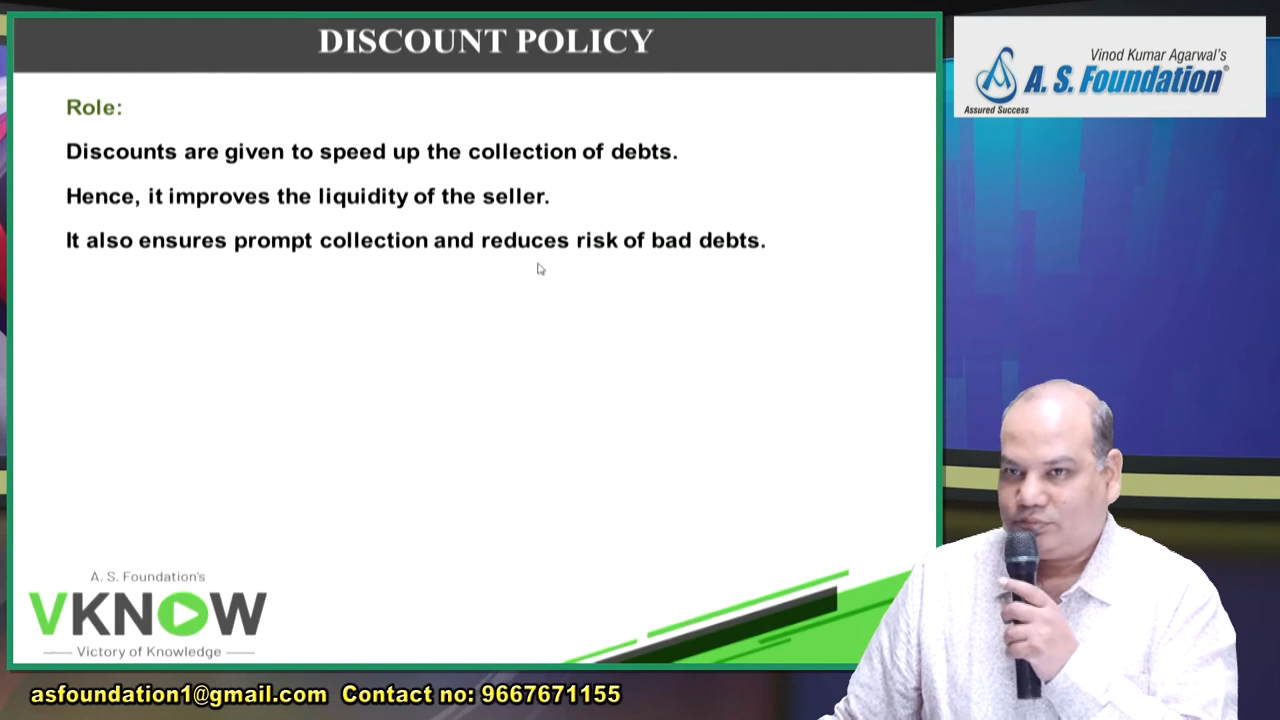 DISCOUNT POLICY
Role:
Discounts are given to speed up the collection of debts.
Hence, it improves the liquidity of the seller.
It also ensures prompt collection and reduces risk of bad debts.
Vinod Kumar Agarwal's
A. S. Foundation®
Assured Success
A. S. Foundation's
VKNOW
Victory of Knowledge
asfoundation1@gmail.com Contact no: 9667671155